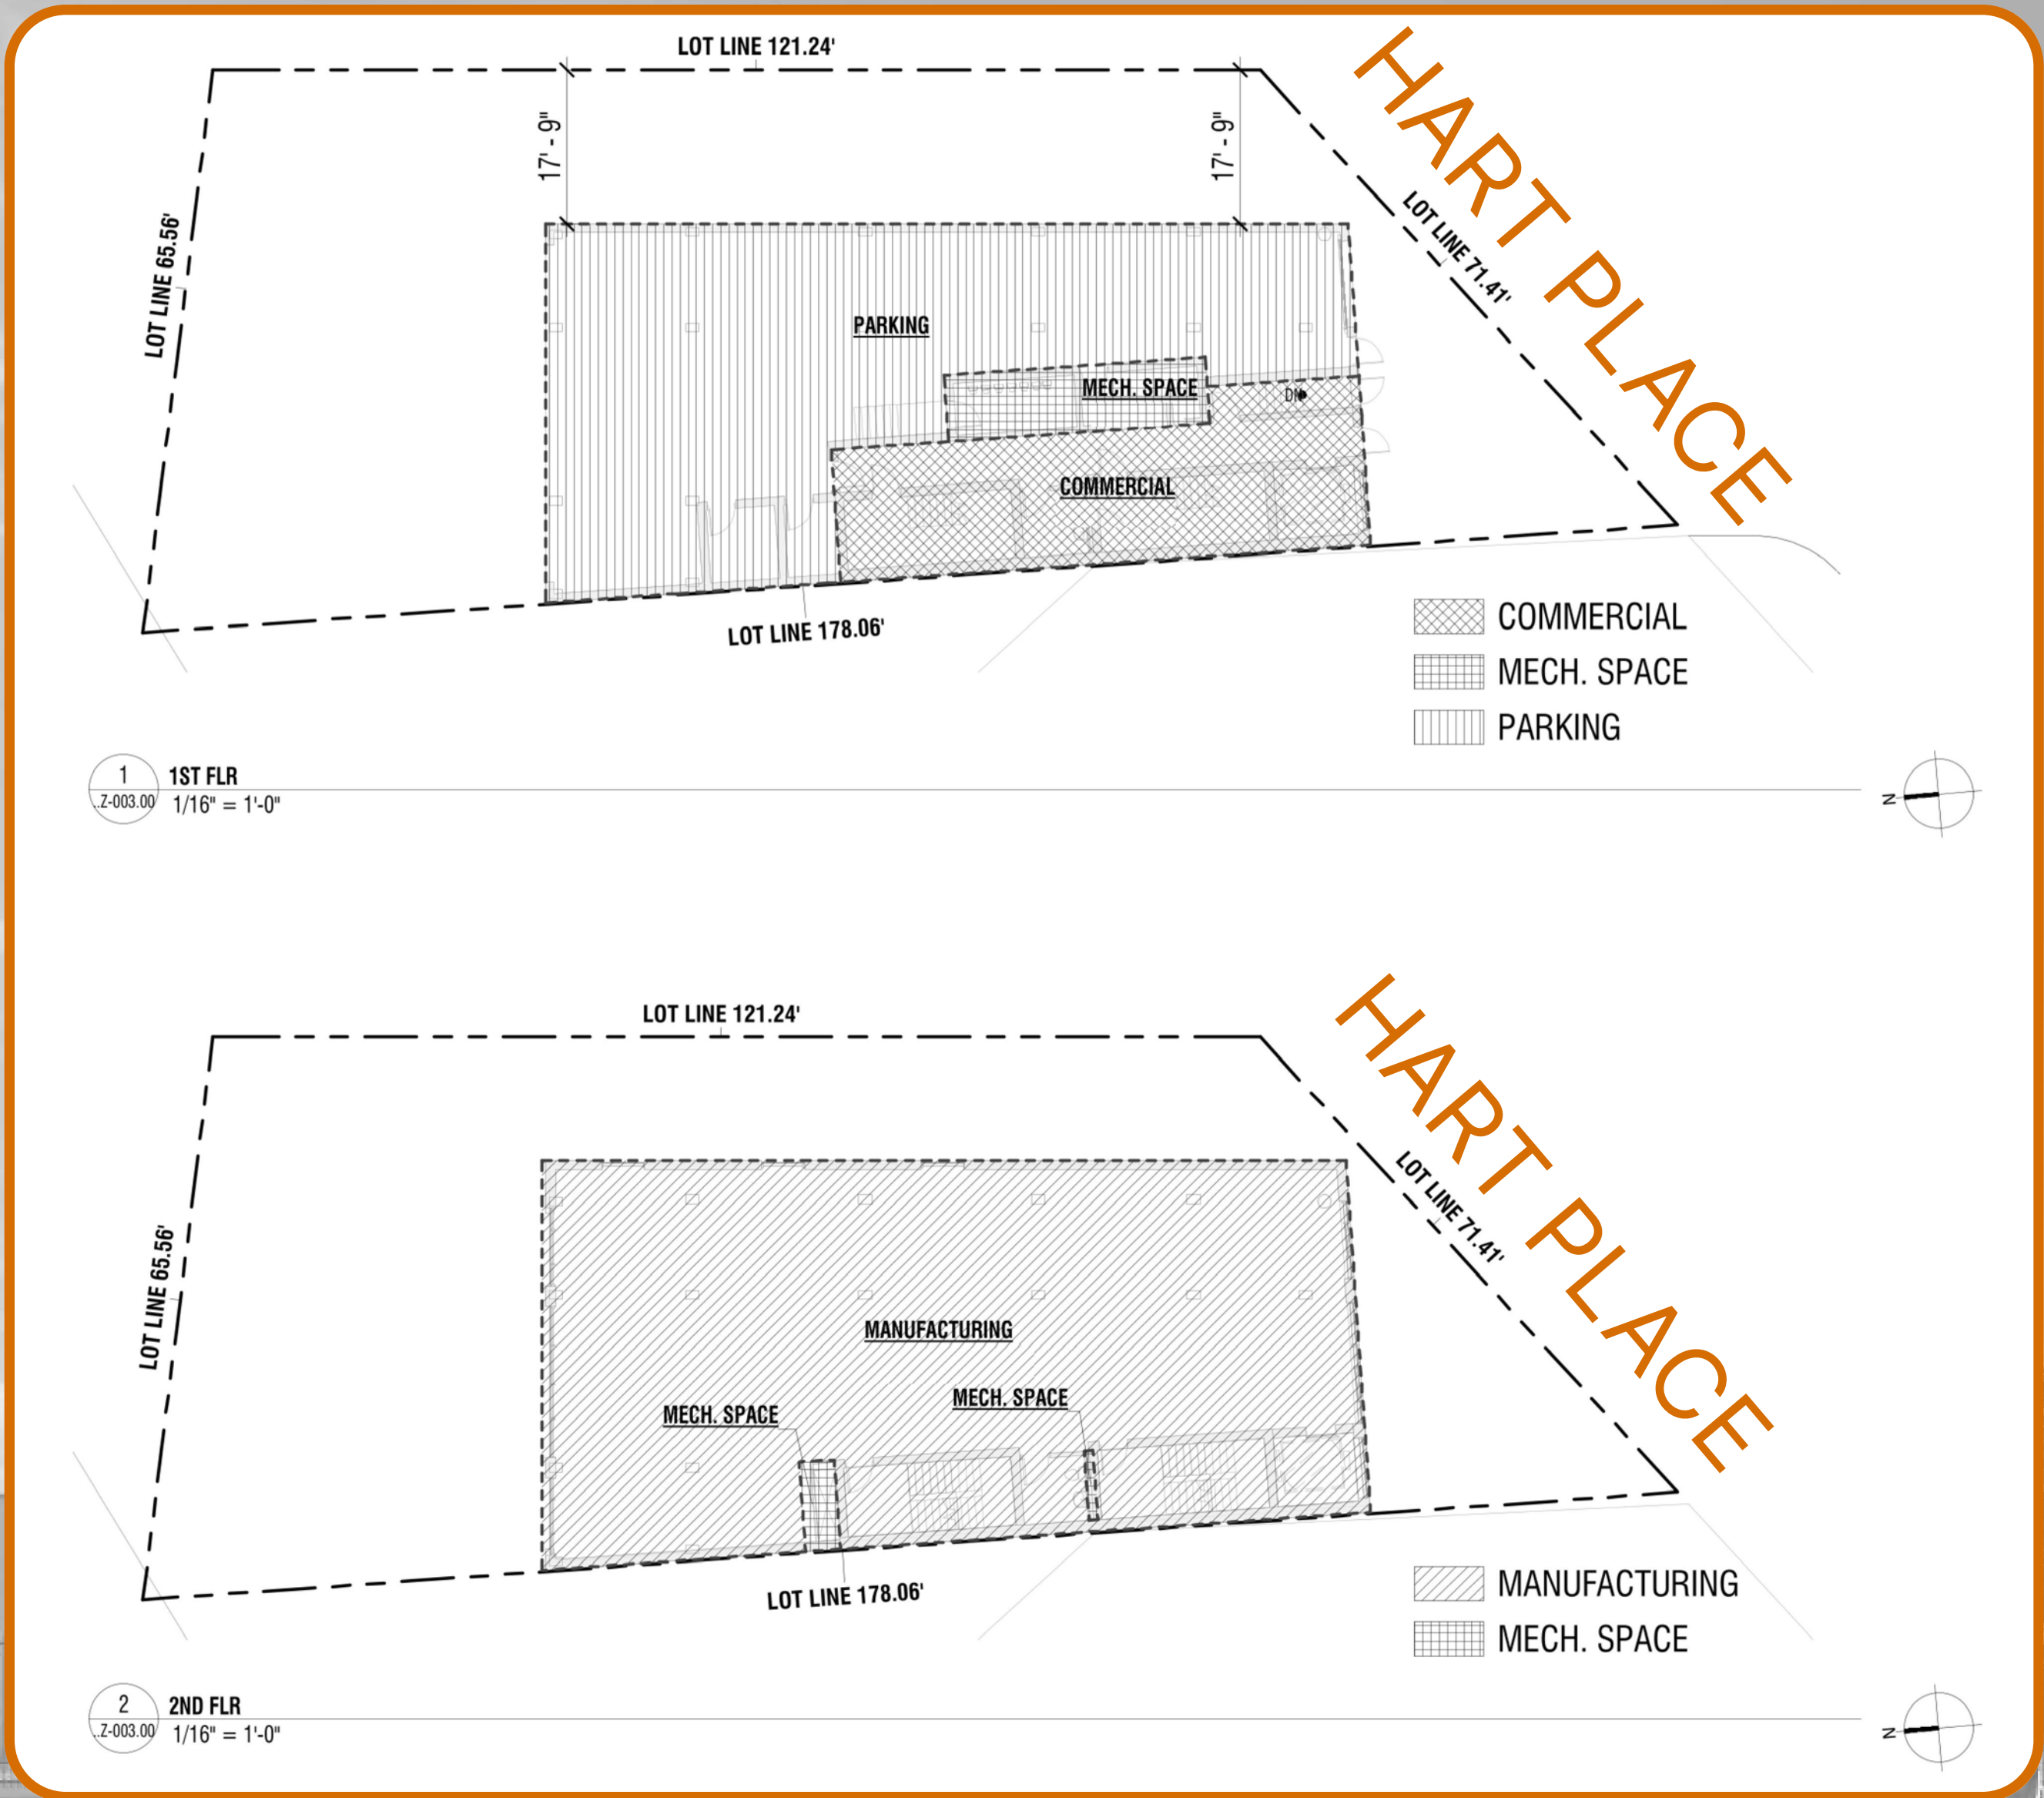 LOT LINE 121.24'
HART PLACE
17' - 9"
17' - 9"
LOT LINE 65.56'
LOT LINE 71.41'
PARKING
MECH. SPACE
DN
COMMERCIAL
LOT LINE 178.06'
COMMERCIAL
MECH. SPACE
PARKING
1
..Z-003.00
1ST FLR
1/16" = 1'-0"
N
LOT LINE 121.24'
HART PLACE
LOT LINE 65.56'
LOT LINE 71.41'
MANUFACTURING
MECH. SPACE
MECH. SPACE
LOT LINE 178.06'
MANUFACTURING
MECH. SPACE
2
..Z-003.00
2ND FLR
1/16" = 1'-0"
N